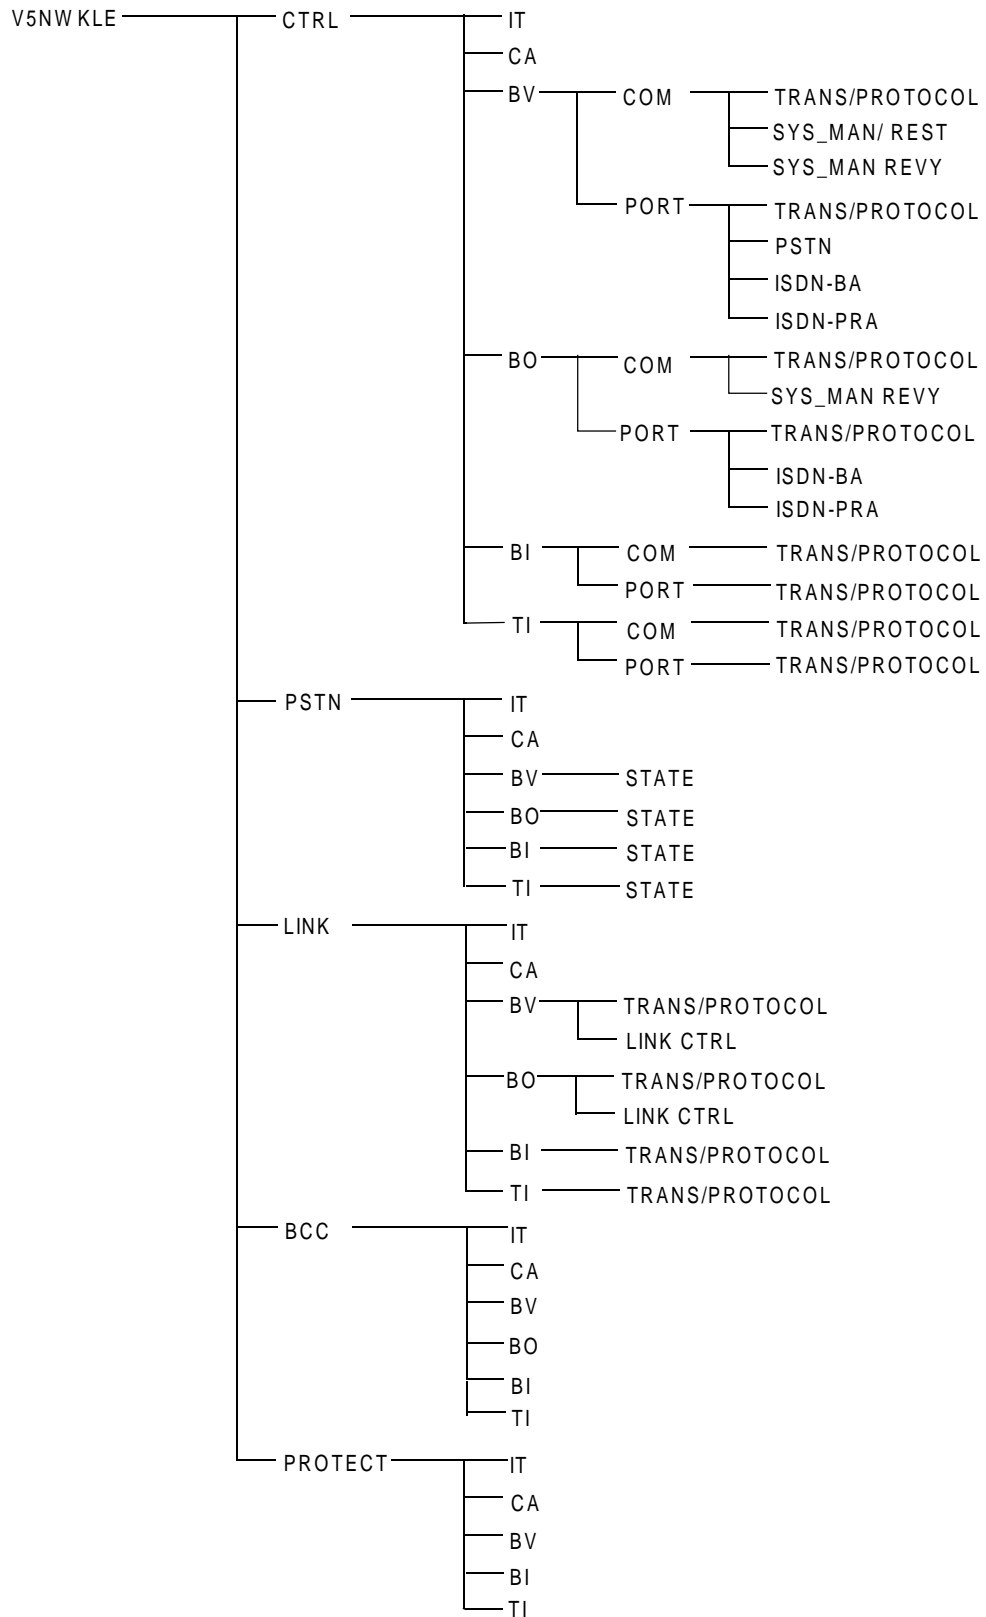 V5NWKLE CTRL IT
CA
BV COM TRANS/PROTOCOL
SYS_MAN/ REST
SYS_MAN REVY
PORT TRANS/PROTOCOL
PSTN
ISDN-BA
ISDN-PRA
BO COM TRANS/PROTOCOL
SYS_MAN REVY
PORT TRANS/PROTOCOL
ISDN-BA
ISDN-PRA
BI COM TRANS/PROTOCOL
PORT TRANS/PROTOCOL
TI COM TRANS/PROTOCOL
PORT TRANS/PROTOCOL
PSTN IT
CA
BV STATE
BO STATE
BI STATE
TI STATE
LINK IT
CA
BV TRANS/PROTOCOL
LINK CTRL
BO TRANS/PROTOCOL
LINK CTRL
BI TRANS/PROTOCOL
TI TRANS/PROTOCOL
BCC IT
CA
BV
BO
BI
TI
PROTECT IT
CA
BV
BI
TI